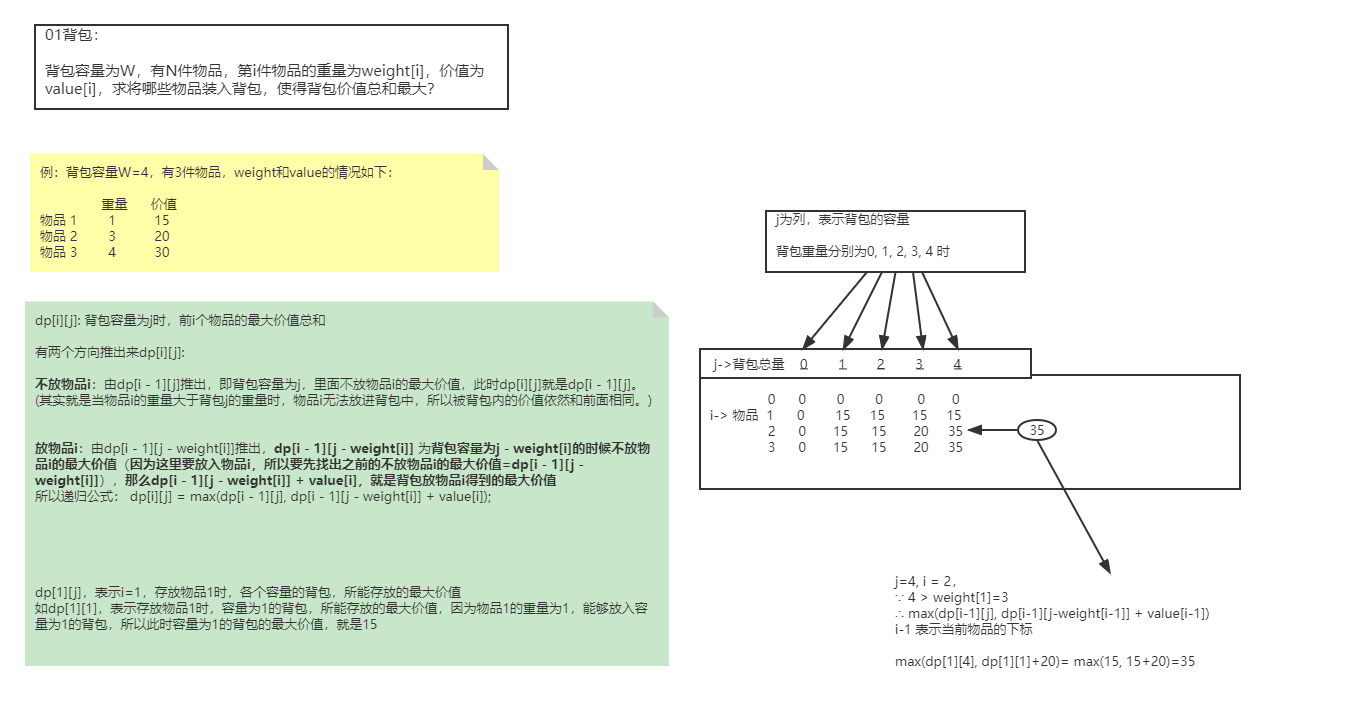 01背包：
背包容量为W，有N件物品，第i件物品的重量为weight[i]，价值为
value[i]，求将哪些物品装入背包，使得背包价值总和最大？
例：背包容量W=4，有3件物品，weight和value的情况如下：
重量 价值
物品 1 1 15
物品 2 3 20
物品 3 4 30
dp[i][j]: 背包容量为j时，前i个物品的最大价值总和
有两个方向推出来dp[i][j]:
不放物品i：由dp[i - 1][j]推出，即背包容量为j，里面不放物品i的最大价值，此时dp[i][j]就是dp[i - 1][j]。
(其实就是当物品i的重量大于背包j的重量时，物品i无法放进背包中，所以被背包内的价值依然和前面相同。)
放物品i：由dp[i - 1][j - weight[i]]推出，dp[i - 1][j - weight[i]] 为背包容量为j - weight[i]的时候不放物
品i的最大价值（因为这里要放入物品i，所以要先找出之前的不放物品i的最大价值=dp[i - 1][j -
weight[i]]），那么dp[i - 1][j - weight[i]] + value[i]，就是背包放物品i得到的最大价值
所以递归公式： dp[i][j] = max(dp[i - 1][j], dp[i - 1][j - weight[i]] + value[i]);
dp[1][j]，表示i=1，存放物品1时，各个容量的背包，所能存放的最大价值
如dp[1][1]，表示存放物品1时，容量为1的背包，所能存放的最大价值，因为物品1的重量为1，能够放入容
量为1的背包，所以此时容量为1的背包的最大价值，就是15
j为列，表示背包的容量
背包重量分别为0, 1, 2, 3, 4 时
j->背包总量 0 1 2 3 4
0 0 0 0 0 0
i-> 物品 1 0 15 15 15 15
2 0 15 15 20 35
3 0 15 15 20 35
35
j=4, i = 2，
∵ 4 > weight[1]=3
∴ max(dp[i-1][j], dp[i-1][j-weight[i-1]] + value[i-1])
i-1 表示当前物品的下标
max(dp[1][4], dp[1][1]+20)= max(15, 15+20)=35